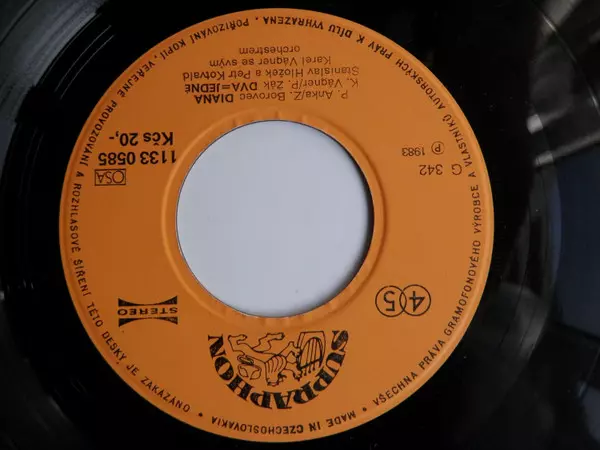 SUPRAPHON
STEREO
45
OSA
1133 0585
Kčs 20,-
G 342
Ⓟ 1983
P. Anka/Z. Borovec DIANA
K. Vágner/P. Žák DVA=JEDNE
Stanislav Hložek a Petr Kotvald
Karel Vágner se svým
orchestrem
• MADE IN CZECHOSLOVAKIA • VŠECHNA PRÁVA GRAMOFONOVÉHO VÝROBCE A VLASTNÍKŮ AUTORSKÝCH PRÁV K DÍLU VYHRAZENA. POŘIZOVÁNÍ KOPIÍ, VEŘEJNÉ PROVOZOVÁNÍ A ROZHLASOVÉ ŠÍŘENÍ TÉTO DESKY JE ZAKÁZÁNO